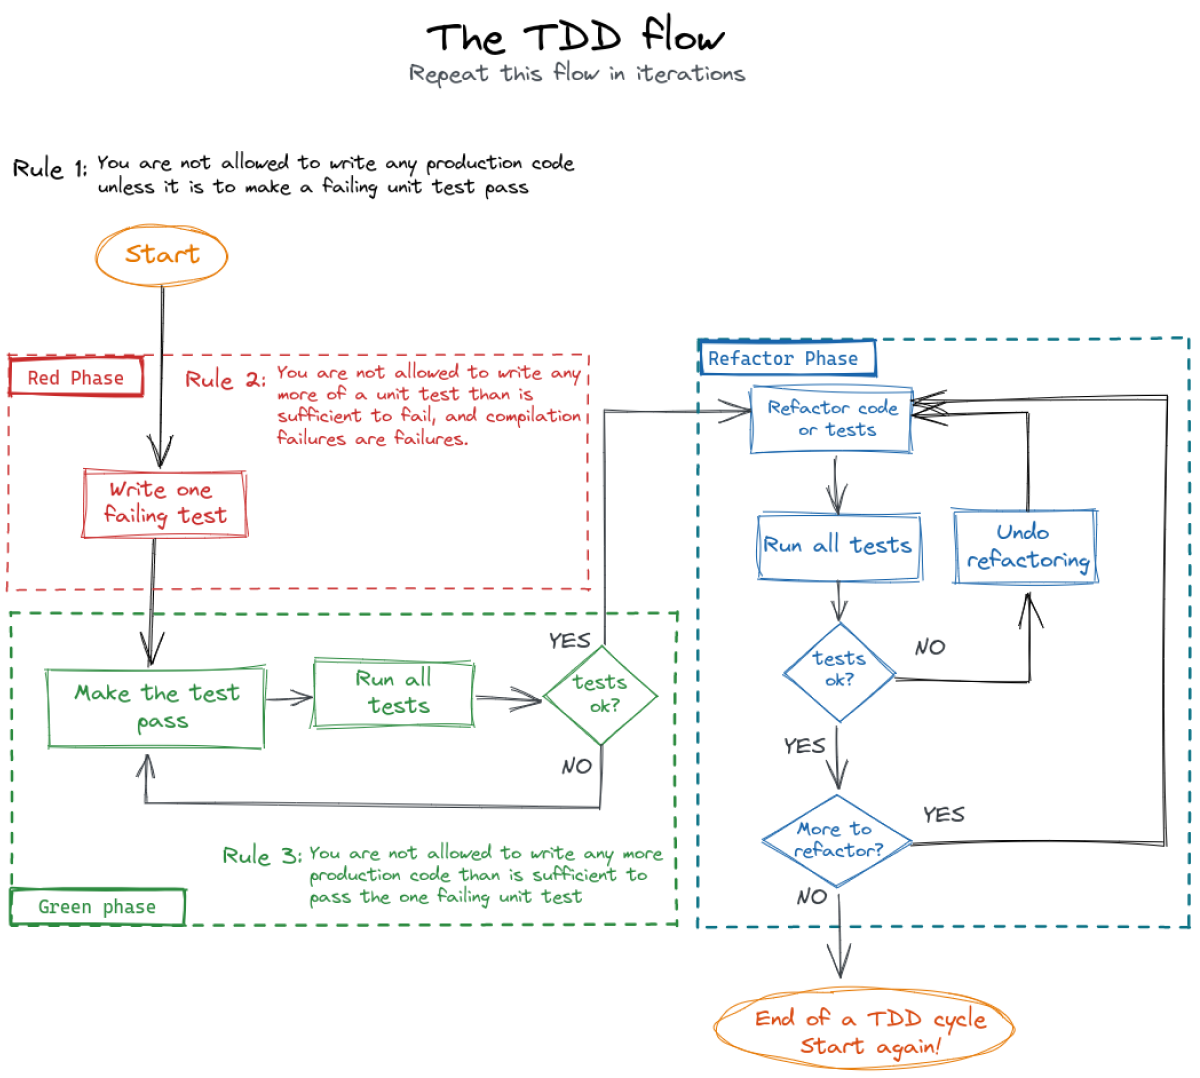 The TDD flow
Repeat this flow in iterations
Rule 1: You are not allowed to write any production code
unless it is to make a failing unit test pass
Start
Red Phase
Rule 2: You are not allowed to write any
more of a unit test than is
sufficient to fail, and compilation
failures are failures.
Write one
failing test
Make the test
pass
Run all
tests
tests
ok?
YES
NO
Rule 3: You are not allowed to write any more
production code than is sufficient to
pass the one failing unit test
Green phase
Refactor Phase
Refactor code
or tests
Run all tests
Undo
refactoring
tests
ok?
NO
YES
More to
refactor?
YES
NO
End of a TDD cycle
Start again!